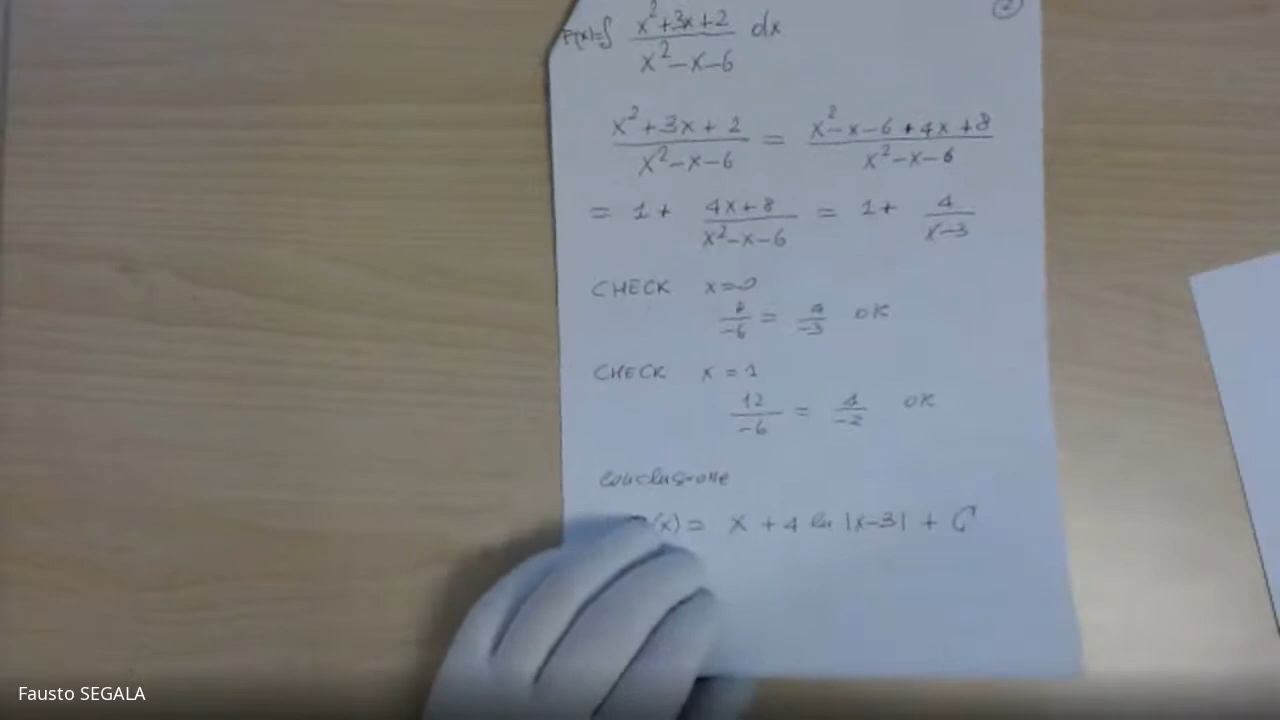 F(x)=∫ x²+3x+2 / x²-x-6 dx
2
x²+3x+2 / x²-x-6 = x²-x-6+4x+8 / x²-x-6
= 1+ 4x+8 / x²-x-6 = 1+ 4 / x-3
CHECK x=0
8 / -6 = 4 / -3 OK
CHECK x=1
12 / -6 = 4 / -2 OK
conclusione
(x)= x+4 ln |x-3| + C
Fausto SEGALA